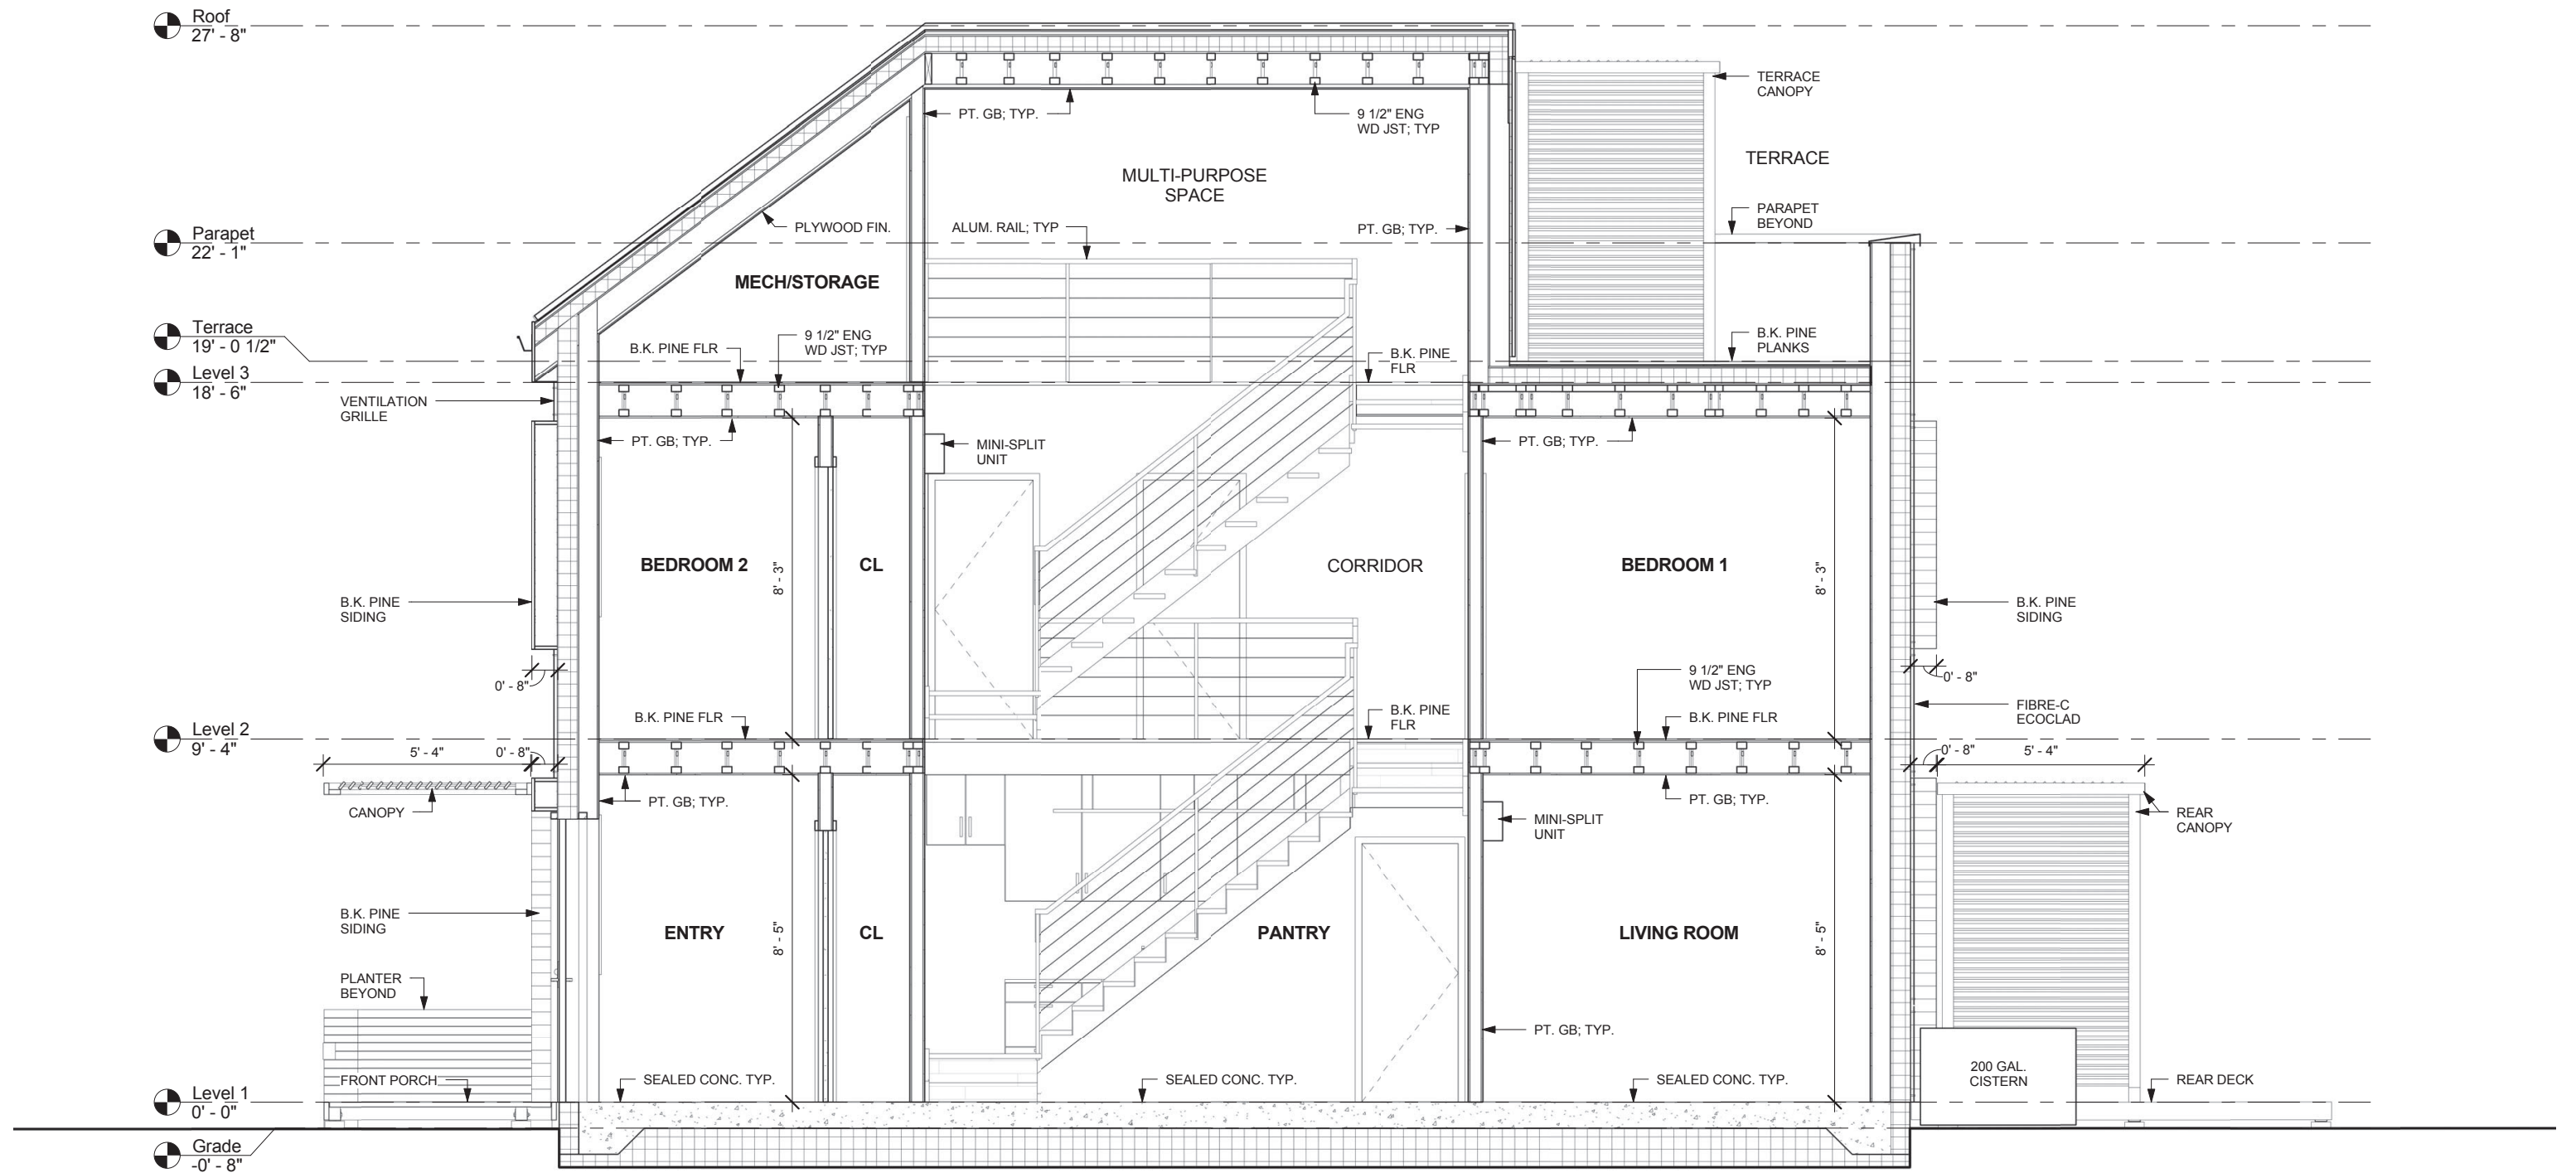 Roof
27' - 8"
Parapet
22' - 1"
Terrace
19' - 0 1/2"
Level 3
18' - 6"
Level 2
9' - 4"
Level 1
0' - 0"
Grade
-0' - 8"
TERRACE
CANOPY
PT. GB; TYP.
9 1/2" ENG
WD JST; TYP
TERRACE
MULTI-PURPOSE
SPACE
PARAPET
BEYOND
PLYWOOD FIN.
ALUM. RAIL; TYP
PT. GB; TYP.
MECH/STORAGE
B.K. PINE FLR
9 1/2" ENG
WD JST; TYP
B.K. PINE
FLR
B.K. PINE
PLANKS
VENTILATION
GRILLE
PT. GB; TYP.
MINI-SPLIT
UNIT
PT. GB; TYP.
BEDROOM 2
8' - 3"
CL
CORRIDOR
BEDROOM 1
8' - 3"
B.K. PINE
SIDING
B.K. PINE
SIDING
0' - 8"
0' - 8"
9 1/2" ENG
WD JST; TYP
B.K. PINE FLR
B.K. PINE
FLR
B.K. PINE FLR
FIBRE-C
ECOCLAD
5' - 4"
0' - 8"
0' - 8"
5' - 4"
CANOPY
PT. GB; TYP.
PT. GB; TYP.
MINI-SPLIT
UNIT
REAR
CANOPY
B.K. PINE
SIDING
ENTRY
8' - 5"
CL
PANTRY
LIVING ROOM
8' - 5"
PLANTER
BEYOND
PT. GB; TYP.
FRONT PORCH
SEALED CONC. TYP.
SEALED CONC. TYP.
SEALED CONC. TYP.
200 GAL.
CISTERN
REAR DECK